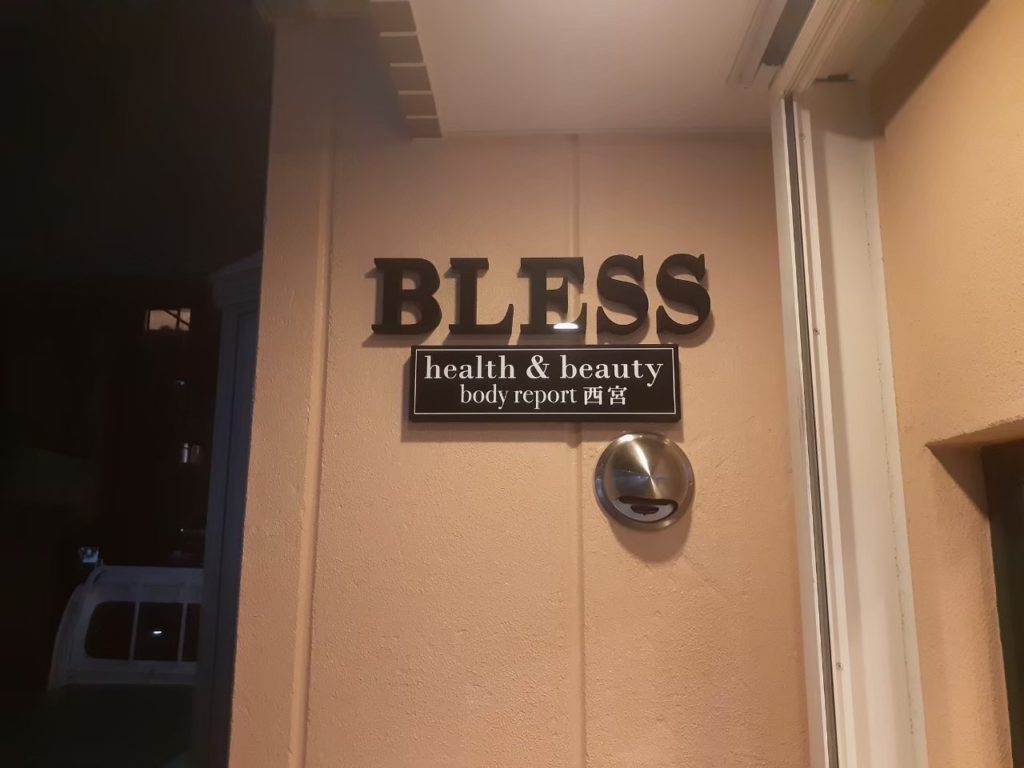 BLESS
health & beauty
body report 西宮